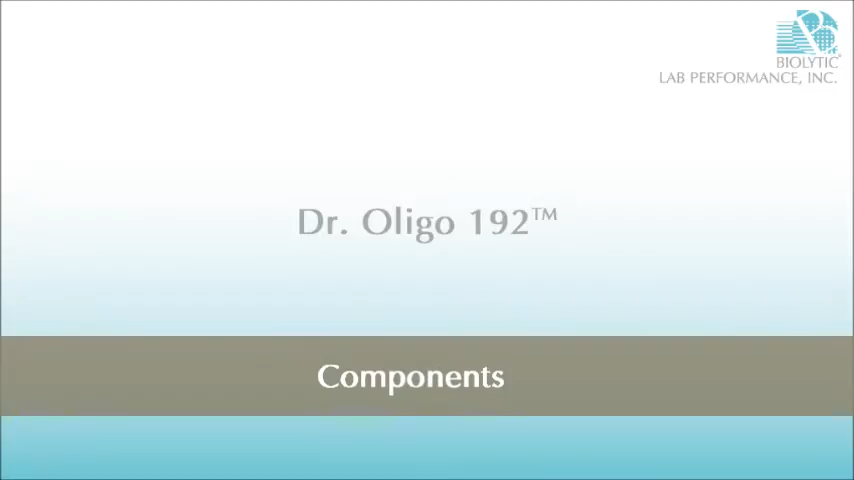 BIOLYTIC®
LAB PERFORMANCE, INC.
Dr. Oligo 192™
Components